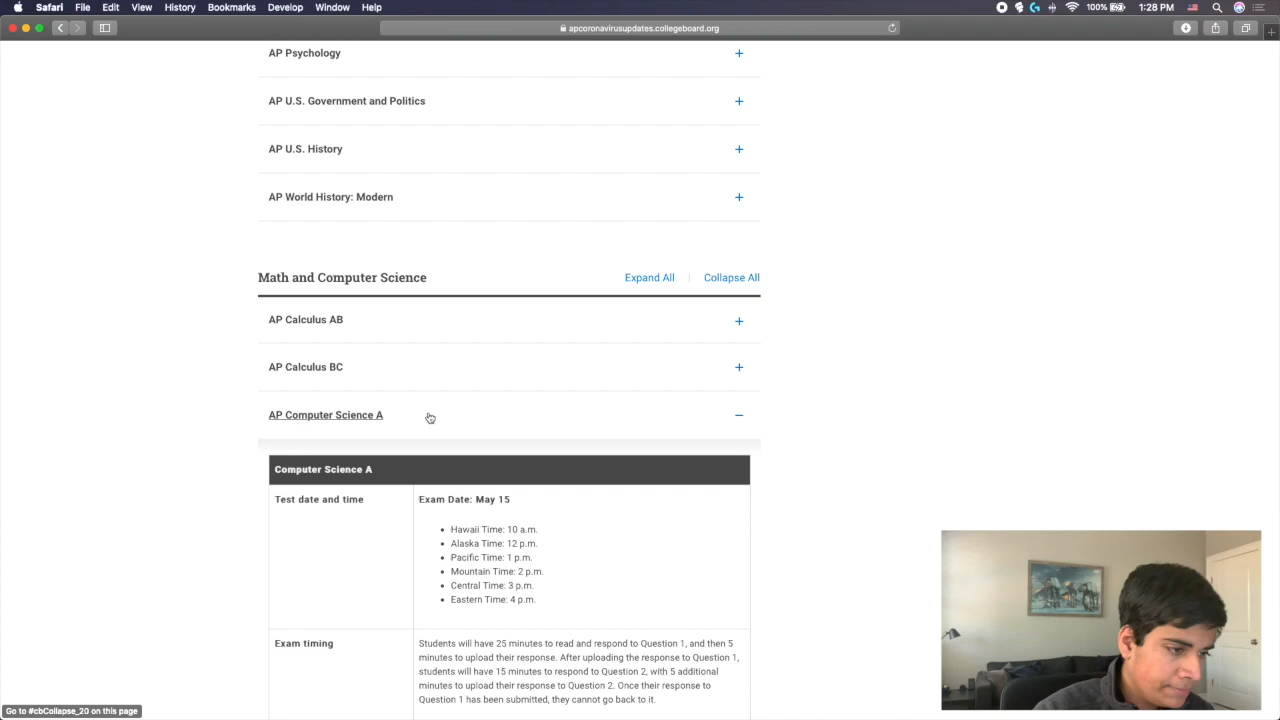 Safari File Edit View History Bookmarks Develop Window Help
100% 1:28 PM
apcoronavirusupdates.collegeboard.org
AP Psychology
AP U.S. Government and Politics
AP U.S. History
AP World History: Modern
Math and Computer Science Expand All Collapse All
AP Calculus AB
AP Calculus BC
AP Computer Science A
Computer Science A
Test date and time Exam Date: May 15
• Hawaii Time: 10 a.m.
• Alaska Time: 12 p.m.
• Pacific Time: 1 p.m.
• Mountain Time: 2 p.m.
• Central Time: 3 p.m.
• Eastern Time: 4 p.m.
Exam timing Students will have 25 minutes to read and respond to Question 1, and then 5
minutes to upload their response. After uploading the response to Question 1,
students will have 15 minutes to respond to Question 2, with 5 additional
minutes to upload their response to Question 2. Once their response to
Question 1 has been submitted, they cannot go back to it.
Go to #cbCollapse_20 on this page